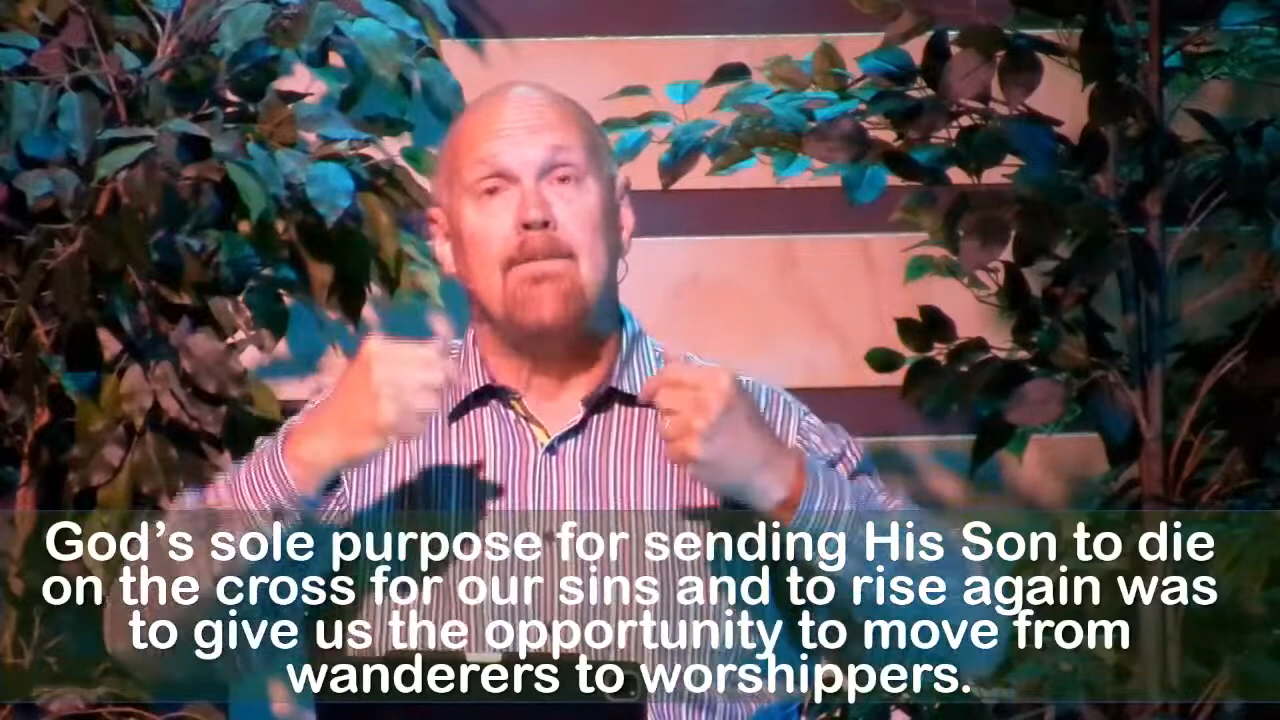 God’s sole purpose for sending His Son to die
on the cross for our sins and to rise again was
to give us the opportunity to move from
wanderers to worshippers.